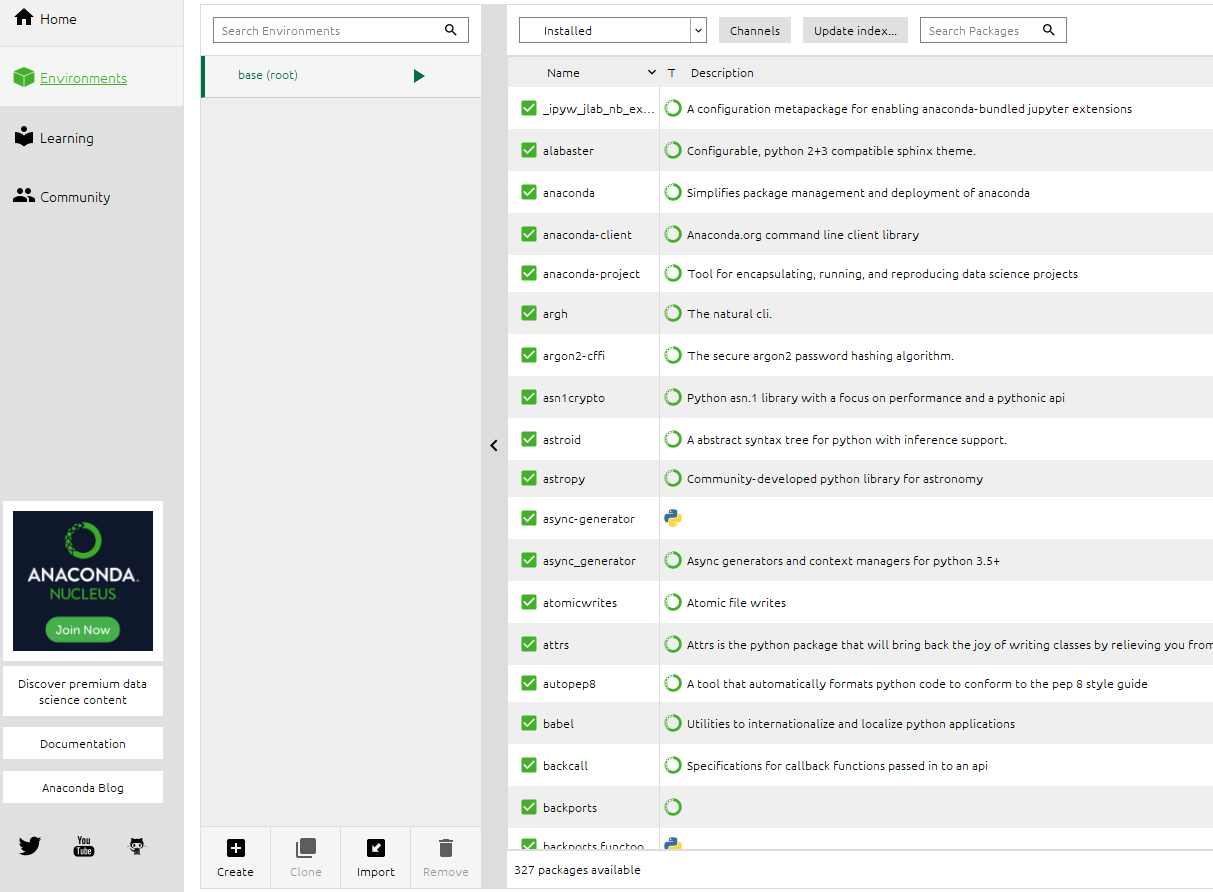 Home
Environments
Learning
Community
ANACONDA.
NUCLEUS
Join Now
Discover premium data
science content
Documentation
Anaconda Blog
You
Tube
Search Environments
base (root)
Create
Clone
Import
Remove
Installed
Channels
Update index...
Search Packages
Name T Description
_ipyw_jlab_nb_ex... A configuration metapackage for enabling anaconda-bundled jupyter extensions
alabaster Configurable, python 2+3 compatible sphinx theme.
anaconda Simplifies package management and deployment of anaconda
anaconda-client Anaconda.org command line client library
anaconda-project Tool for encapsulating, running, and reproducing data science projects
argh The natural cli.
argon2-cffi The secure argon2 password hashing algorithm.
asn1crypto Python asn.1 library with a focus on performance and a pythonic api
astroid A abstract syntax tree for python with inference support.
astropy Community-developed python library for astronomy
async-generator
async_generator Async generators and context managers for python 3.5+
atomicwrites Atomic file writes
attrs Attrs is the python package that will bring back the joy of writing classes by relieving you from
autopep8 A tool that automatically formats python code to conform to the pep 8 style guide
babel Utilities to internationalize and localize python applications
backcall Specifications for callback functions passed in to an api
backports
backports.functoo
327 packages available